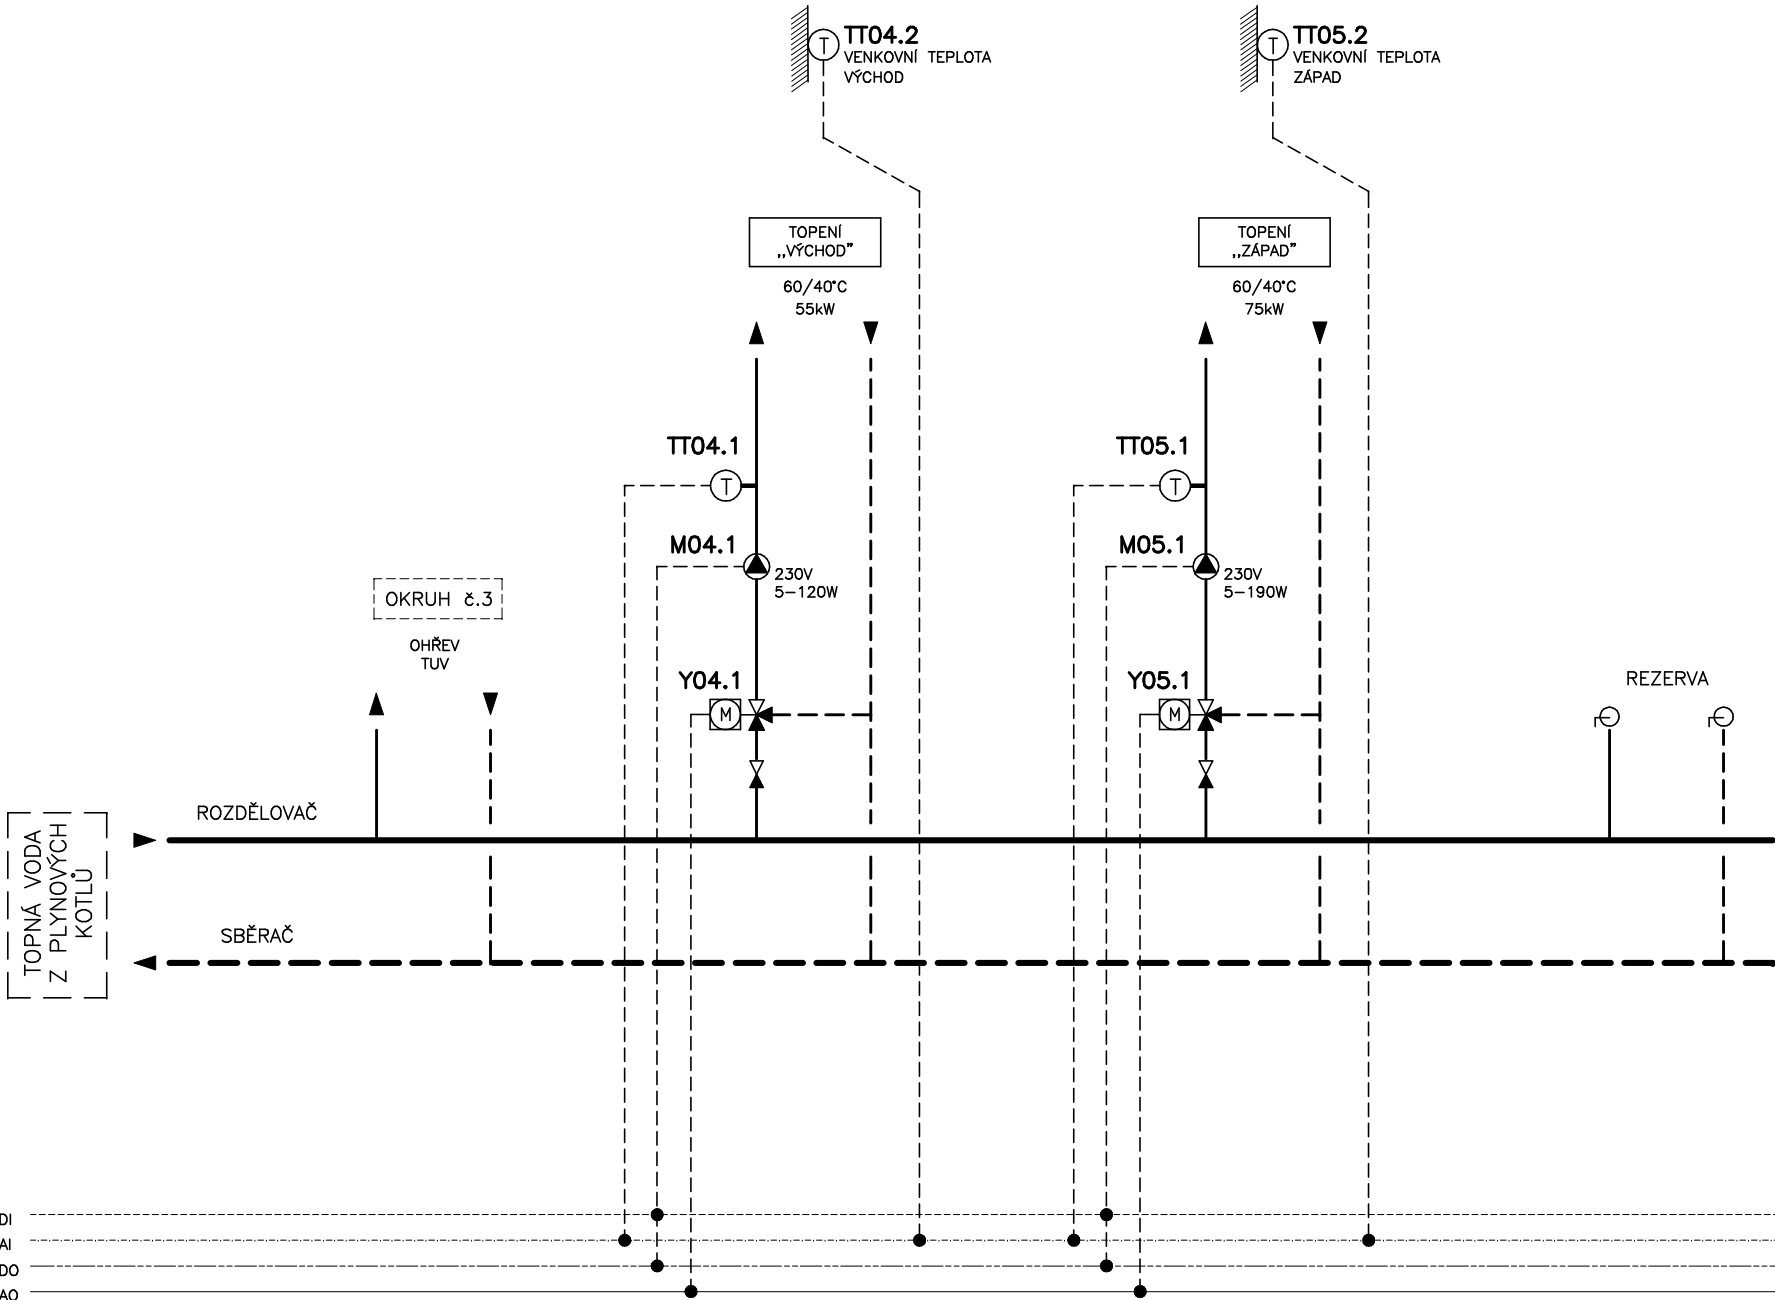 TT04.2
VENKOVNÍ TEPLOTA
VÝCHOD
TT05.2
VENKOVNÍ TEPLOTA
ZÁPAD
TOPENÍ
,,VÝCHOD"
60/40°C
55kW
TOPENÍ
,,ZÁPAD"
60/40°C
75kW
T
T
TT04.1
T
M04.1
230V
5-120W
Y04.1
M
TT05.1
T
M05.1
230V
5-190W
Y05.1
M
OKRUH č.3
OHŘEV
TUV
REZERVA
ROZDĚLOVAČ
SBĚRAČ
TOPNÁ VODA
Z PLYNOVÝCH
KOTLŮ
DI
AI
DO
AO